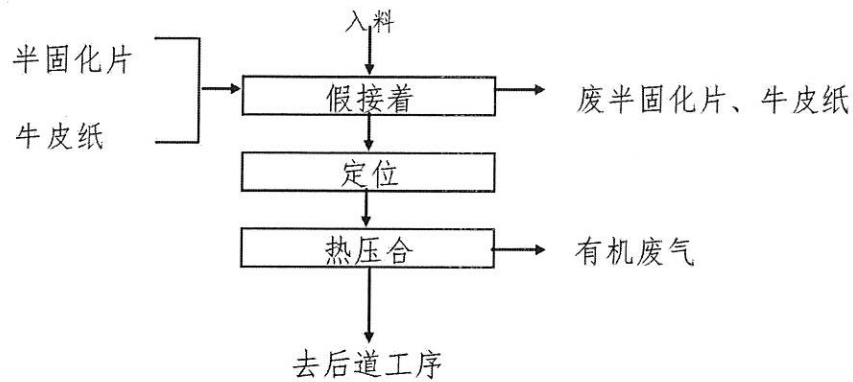 入料
半固化片
假接着
废半固化片、牛皮纸
牛皮纸
定位
热压合
有机废气
去后道工序